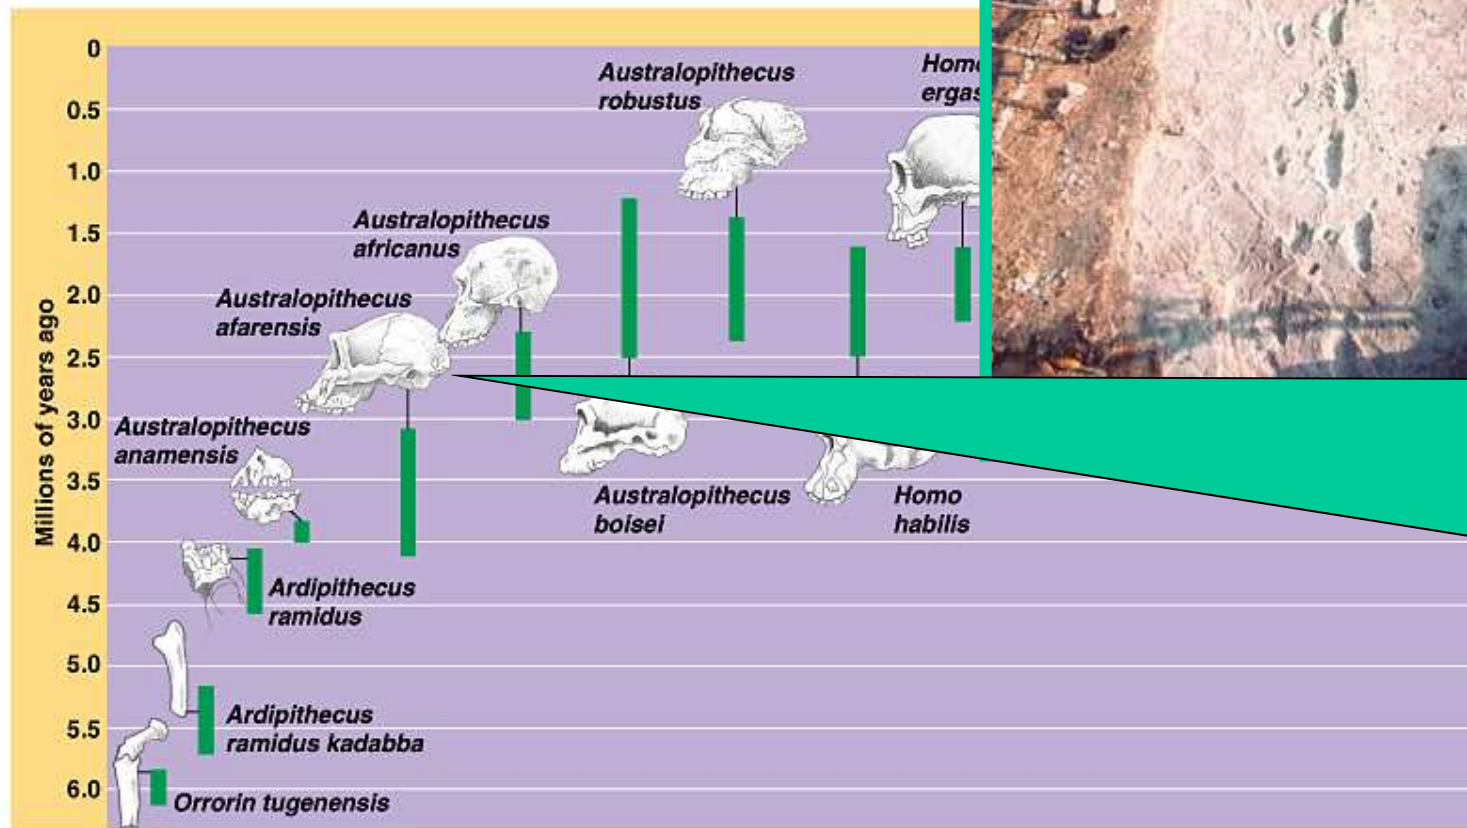 0
0.5
1.0
1.5
2.0
2.5
3.0
3.5
4.0
4.5
5.0
5.5
6.0
Millions of years ago
Australopithecus
robustus
Hom
ergas
Australopithecus
africanus
Australopithecus
afarensis
Australopithecus
anamensis
Australopithecus
boisei
Homo
habilis
Ardipithecus
ramidus
Ardipithecus
ramidus kadabba
Orrorin tugenensis